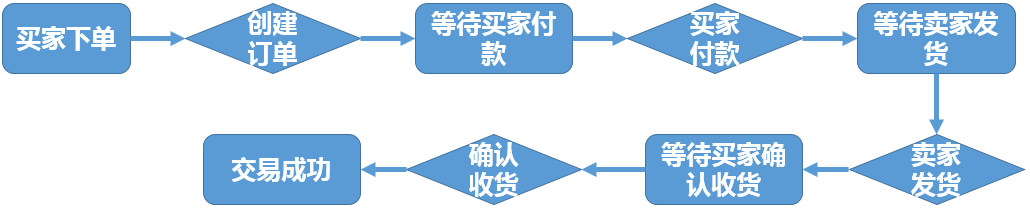 买家下单
创建
订单
等待买家付
款
买家
付款
等待卖家发
货
卖家
发货
等待买家确
认收货
确认
收货
交易成功